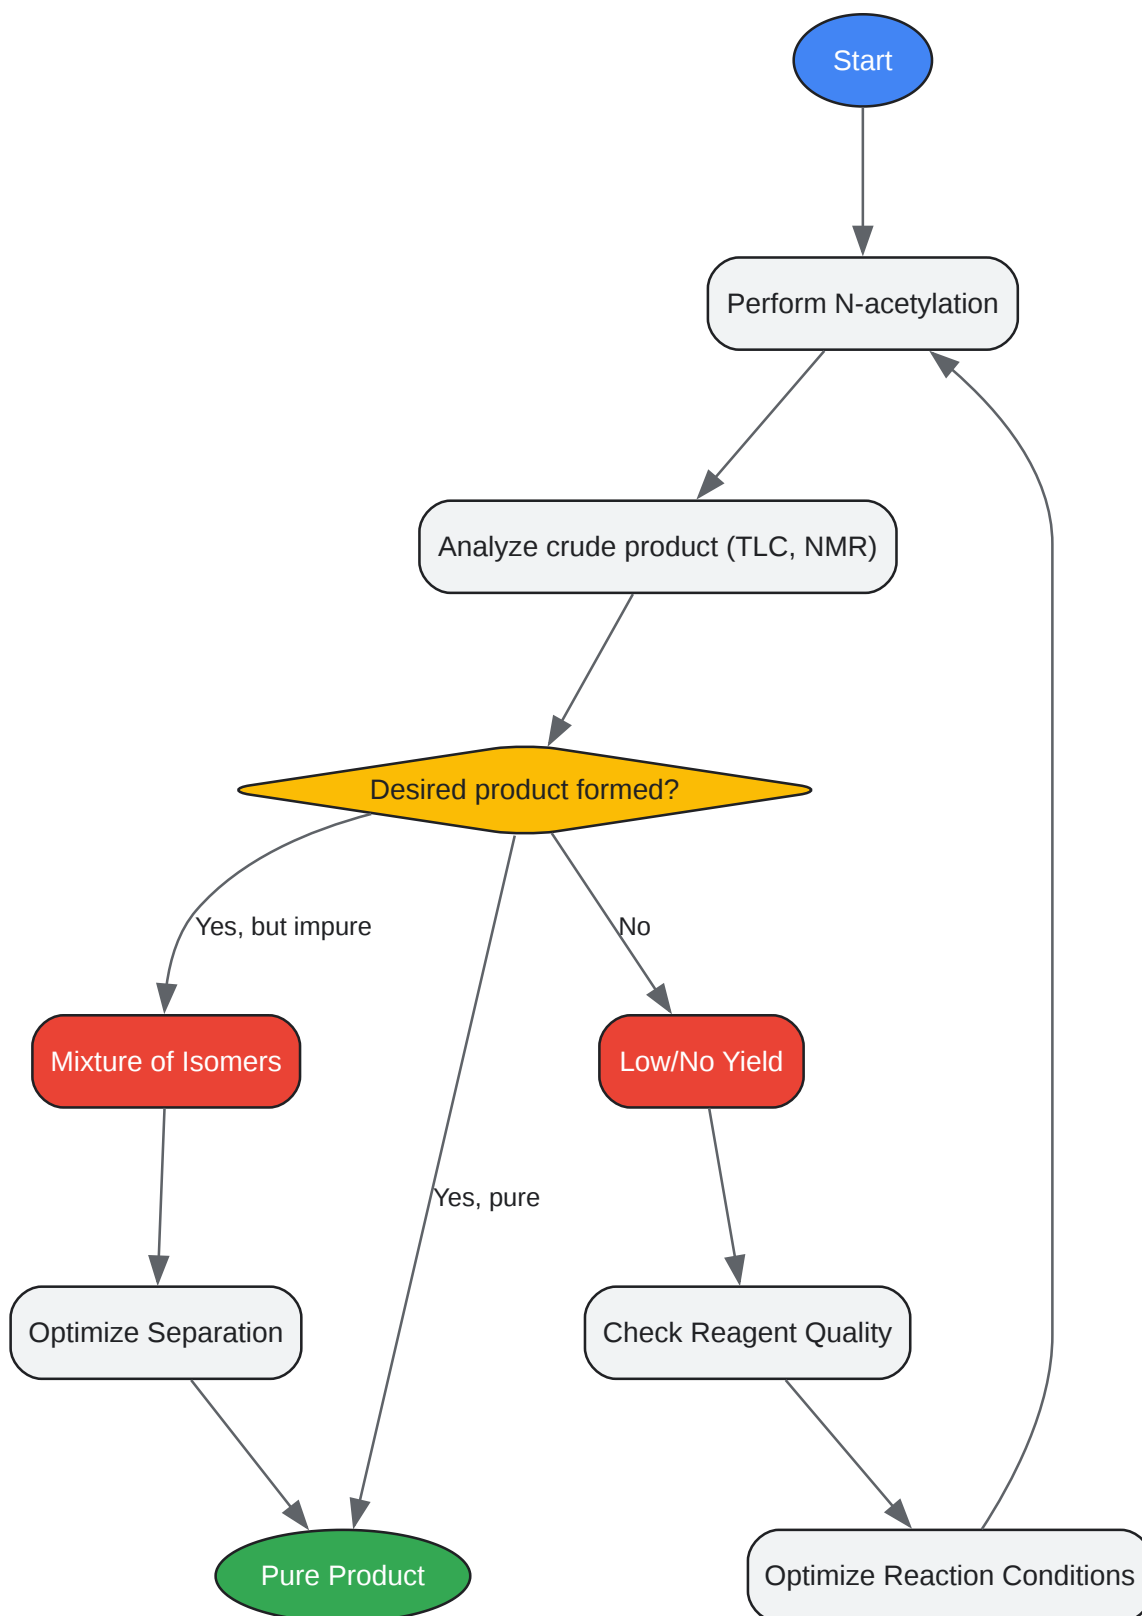 Start
Perform N-acetylation
Analyze crude product (TLC, NMR)
Desired product formed?
Yes, but impure
No
Mixture of Isomers
Low/No Yield
Yes, pure
Optimize Separation
Check Reagent Quality
Pure Product
Optimize Reaction Conditions